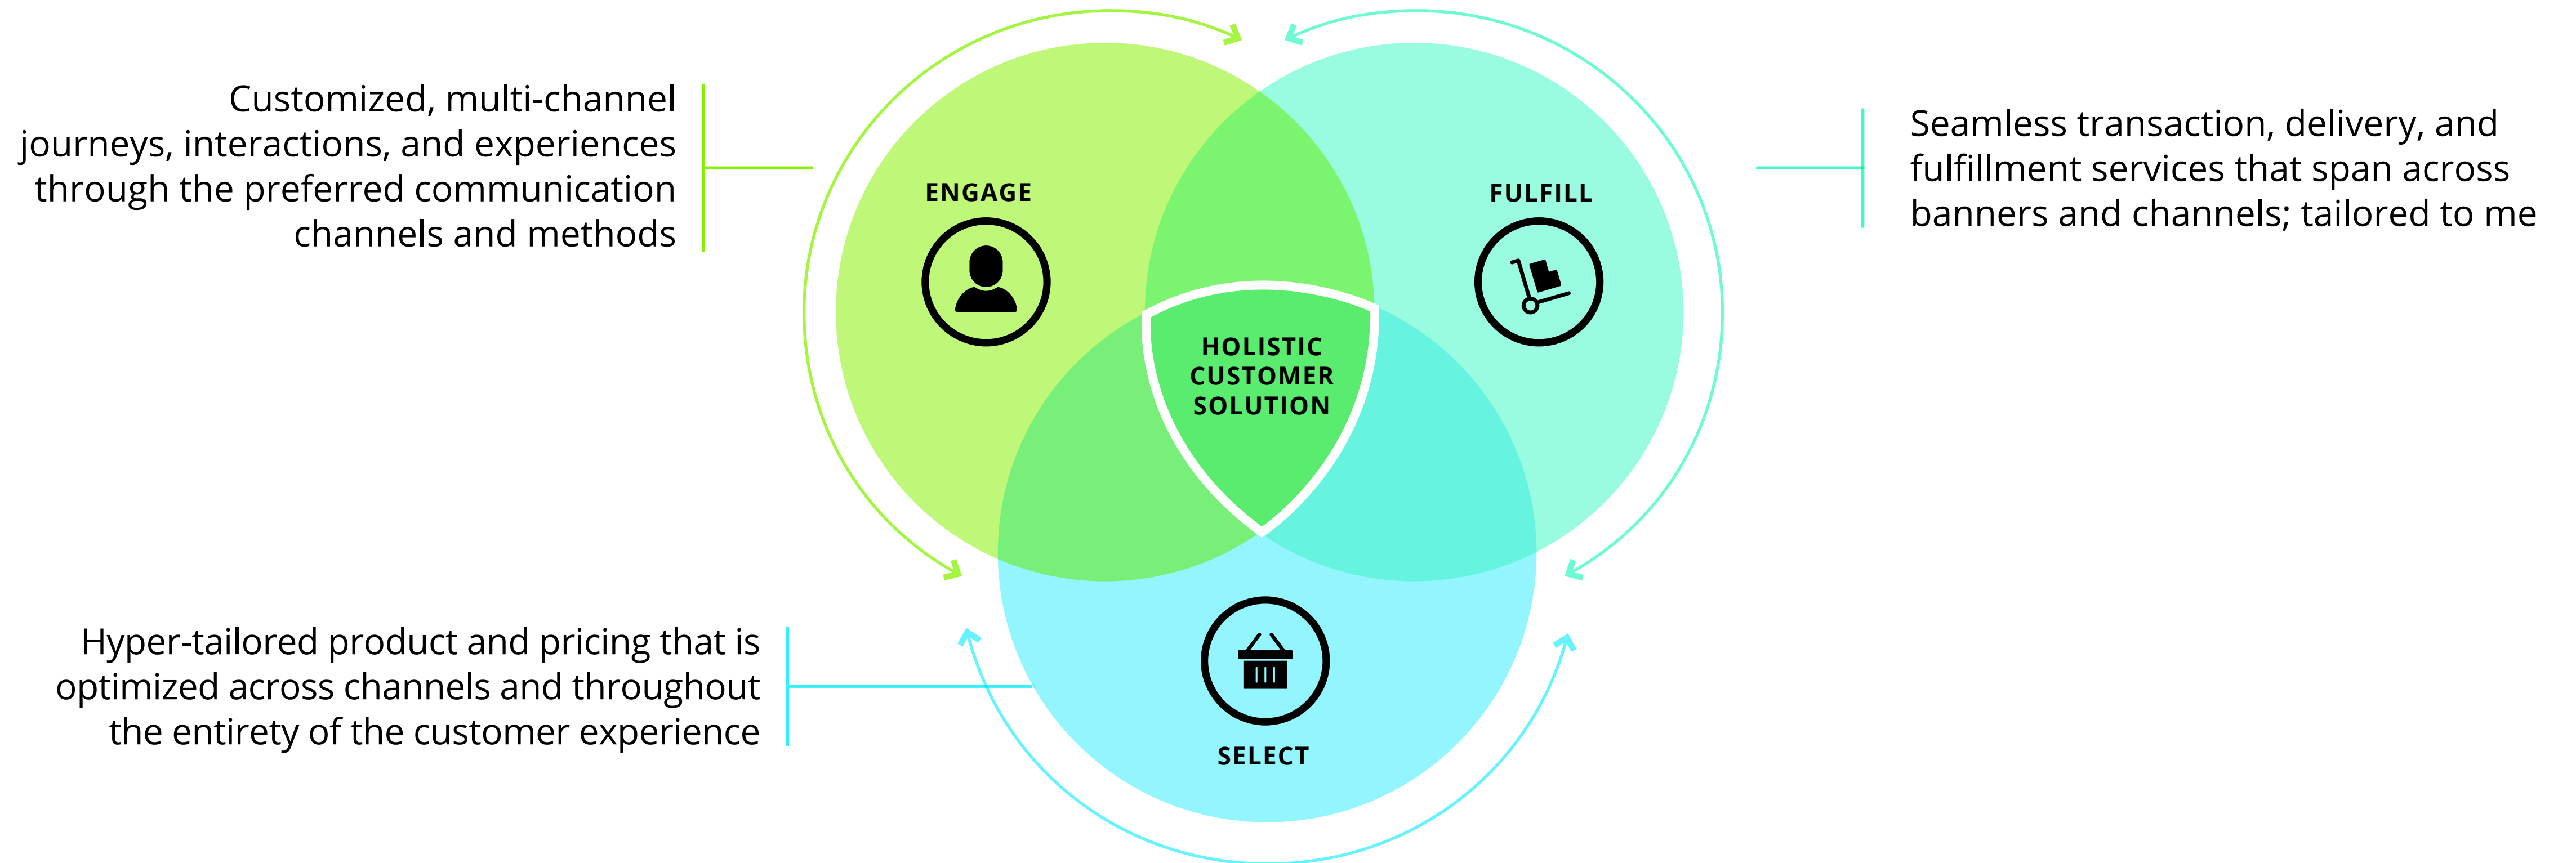 Customized, multi-channel
journeys, interactions, and experiences
through the preferred communication
channels and methods
ENGAGE
FULFILL
Seamless transaction, delivery, and
fulfillment services that span across
banners and channels; tailored to me
HOLISTIC
CUSTOMER
SOLUTION
Hyper-tailored product and pricing that is
optimized across channels and throughout
the entirety of the customer experience
SELECT